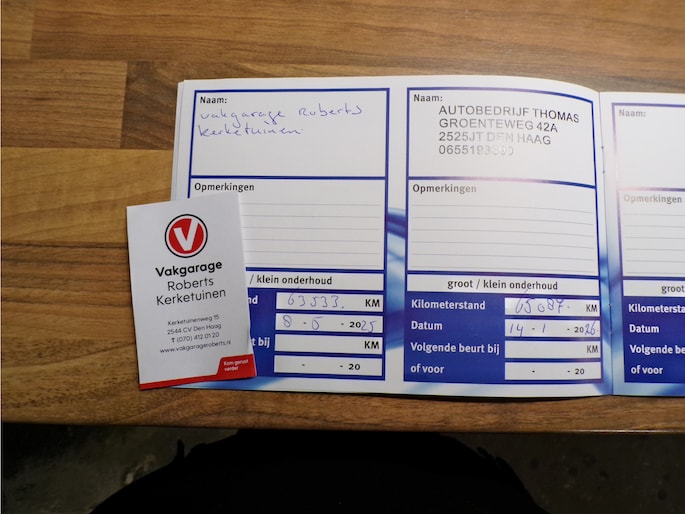 Naam:
vakgarage Roberts
Kerketuinen
Opmerkingen
/ klein onderhoud
nd 63533. KM
8 - 5 - 2025
t bij KM
- - 20
V
Vakgarage
Roberts
Kerketuinen
Kerketuinenweg 15
2544 CV Den Haag
T (070) 412 01 20
www.vakgarageroberts.nl
Kom gerust
verder
Naam:
AUTOBEDRIJF THOMAS
GROENTEWEG 42A
2525JT DEN HAAG
Opmerkingen
groot / klein onderhoud
Kilometerstand 65087. KM
Datum 14 - 1 - 2026
Volgende beurt bij KM
of voor - - 20
Naam:
Opmerkingen
groot
Kilometersta
Datum
Volgende beu
of voor